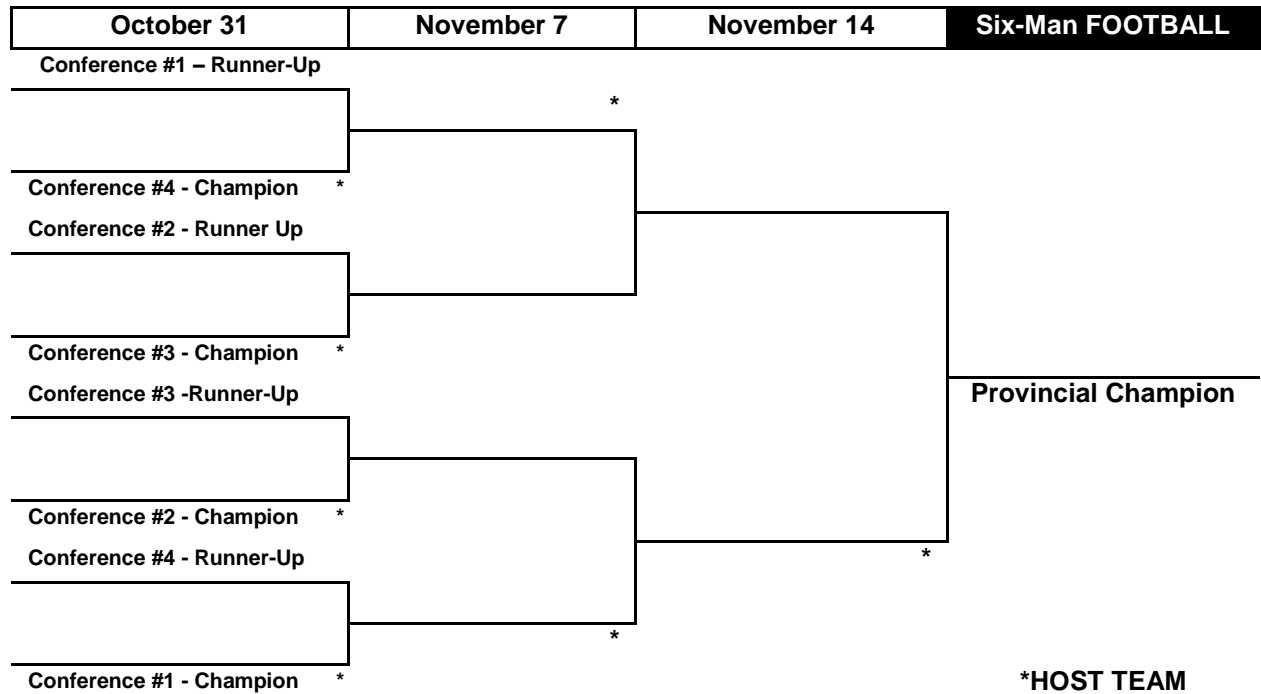 October 31 November 7 November 14 Six-Man FOOTBALL
Conference #1 – Runner-Up
*
Conference #4 - Champion *
Conference #2 - Runner Up
Conference #3 - Champion *
Conference #3 -Runner-Up Provincial Champion
Conference #2 - Champion *
Conference #4 - Runner-Up *
*
Conference #1 - Champion * *HOST TEAM